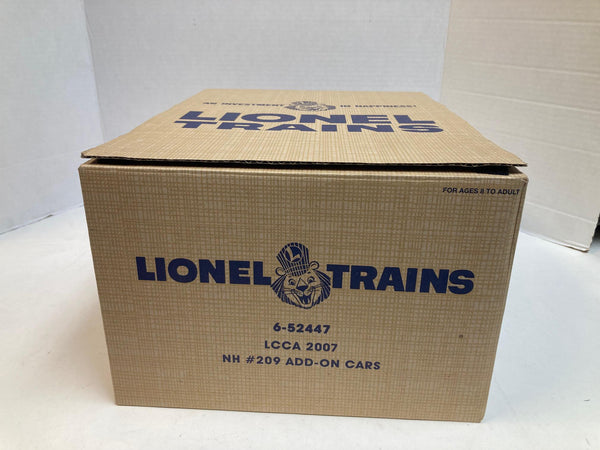 AN INVESTMENT IN HAPPINESS!
LIONEL
TRAINS
FOR AGES 8 TO ADULT
L
LIONEL TRAINS
6-52447
LCCA 2007
NH #209 ADD-ON CARS